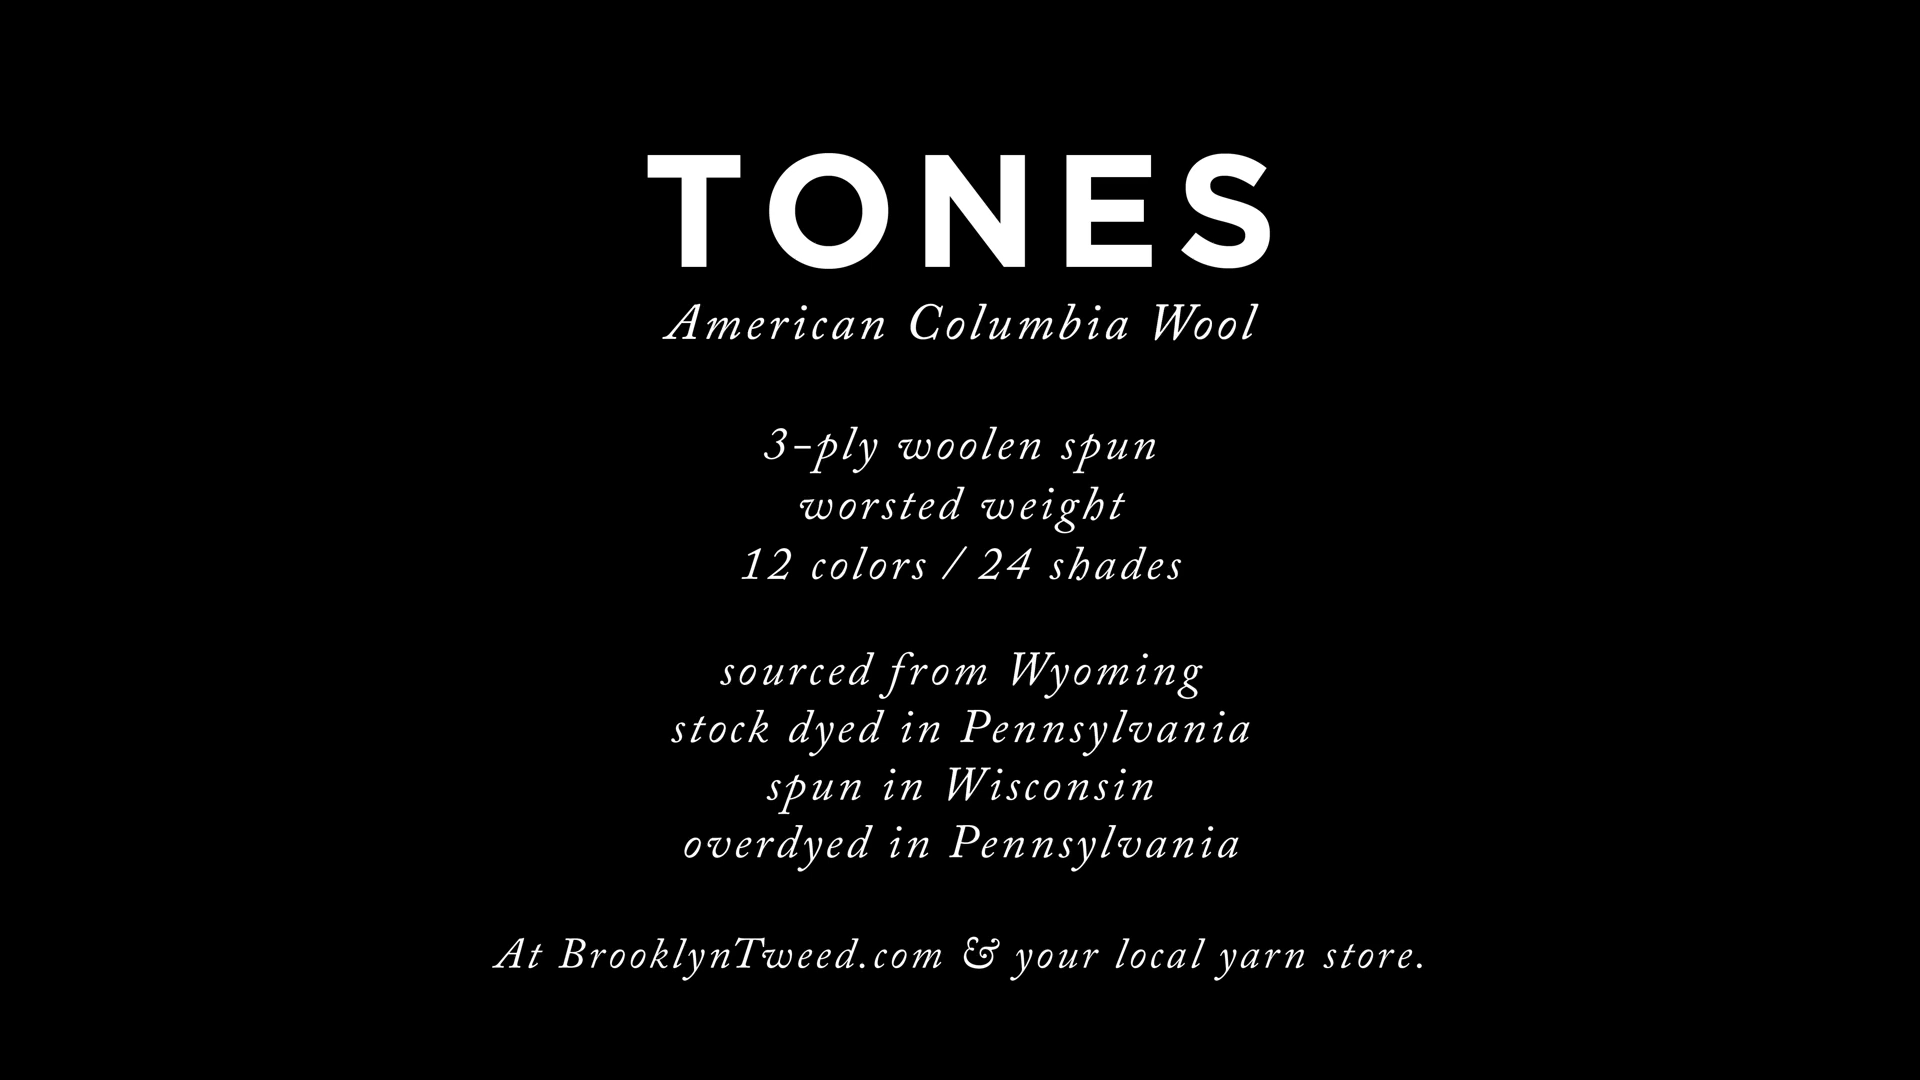 TONES
American Columbia Wool
3-ply woolen spun
worsted weight
12 colors / 24 shades
sourced from Wyoming
stock dyed in Pennsylvania
spun in Wisconsin
overdyed in Pennsylvania
At BrooklynTweed.com & your local yarn store.